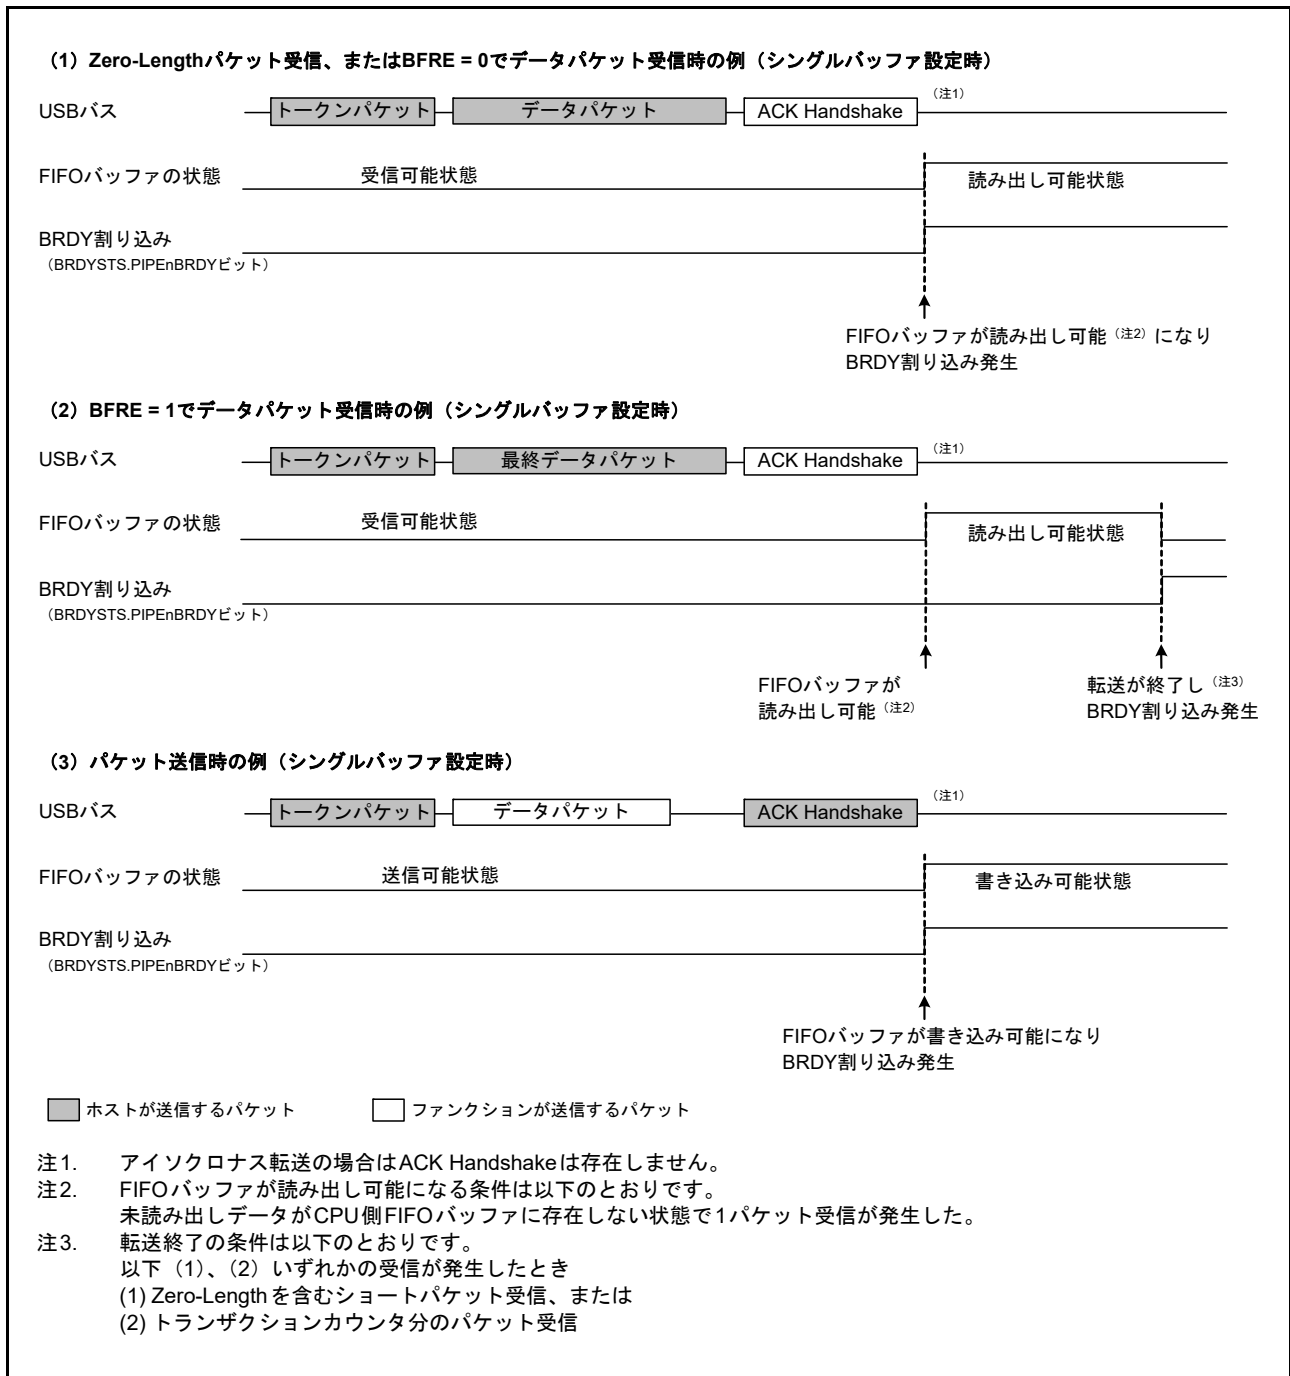 （1）Zero-Lengthパケット受信、またはBFRE = 0でデータパケット受信時の例（シングルバッファ設定時）
USBバス
トークンパケット
データパケット
ACK Handshake
（注1）
FIFOバッファの状態
受信可能状態
読み出し可能状態
BRDY割り込み
（BRDYSTS.PIPEnBRDYビット）
FIFOバッファが読み出し可能（注2）になり
BRDY割り込み発生
（2）BFRE = 1でデータパケット受信時の例（シングルバッファ設定時）
USBバス
トークンパケット
最終データパケット
ACK Handshake
（注1）
FIFOバッファの状態
受信可能状態
読み出し可能状態
BRDY割り込み
（BRDYSTS.PIPEnBRDYビット）
FIFOバッファが
読み出し可能（注2）
転送が終了し（注3）
BRDY割り込み発生
（3）パケット送信時の例（シングルバッファ設定時）
USBバス
トークンパケット
データパケット
ACK Handshake
（注1）
FIFOバッファの状態
送信可能状態
書き込み可能状態
BRDY割り込み
（BRDYSTS.PIPEnBRDYビット）
FIFOバッファが書き込み可能になり
BRDY割り込み発生
ホストが送信するパケット
ファンクションが送信するパケット
注1. アイソクロナス転送の場合はACK Handshakeは存在しません。
注2. FIFOバッファが読み出し可能になる条件は以下のとおりです。
未読み出しデータがCPU側FIFOバッファに存在しない状態で1パケット受信が発生した。
注3. 転送終了の条件は以下のとおりです。
以下（1）、（2）いずれかの受信が発生したとき
(1) Zero-Lengthを含むショートパケット受信、または
(2) トランザクションカウンタ分のパケット受信